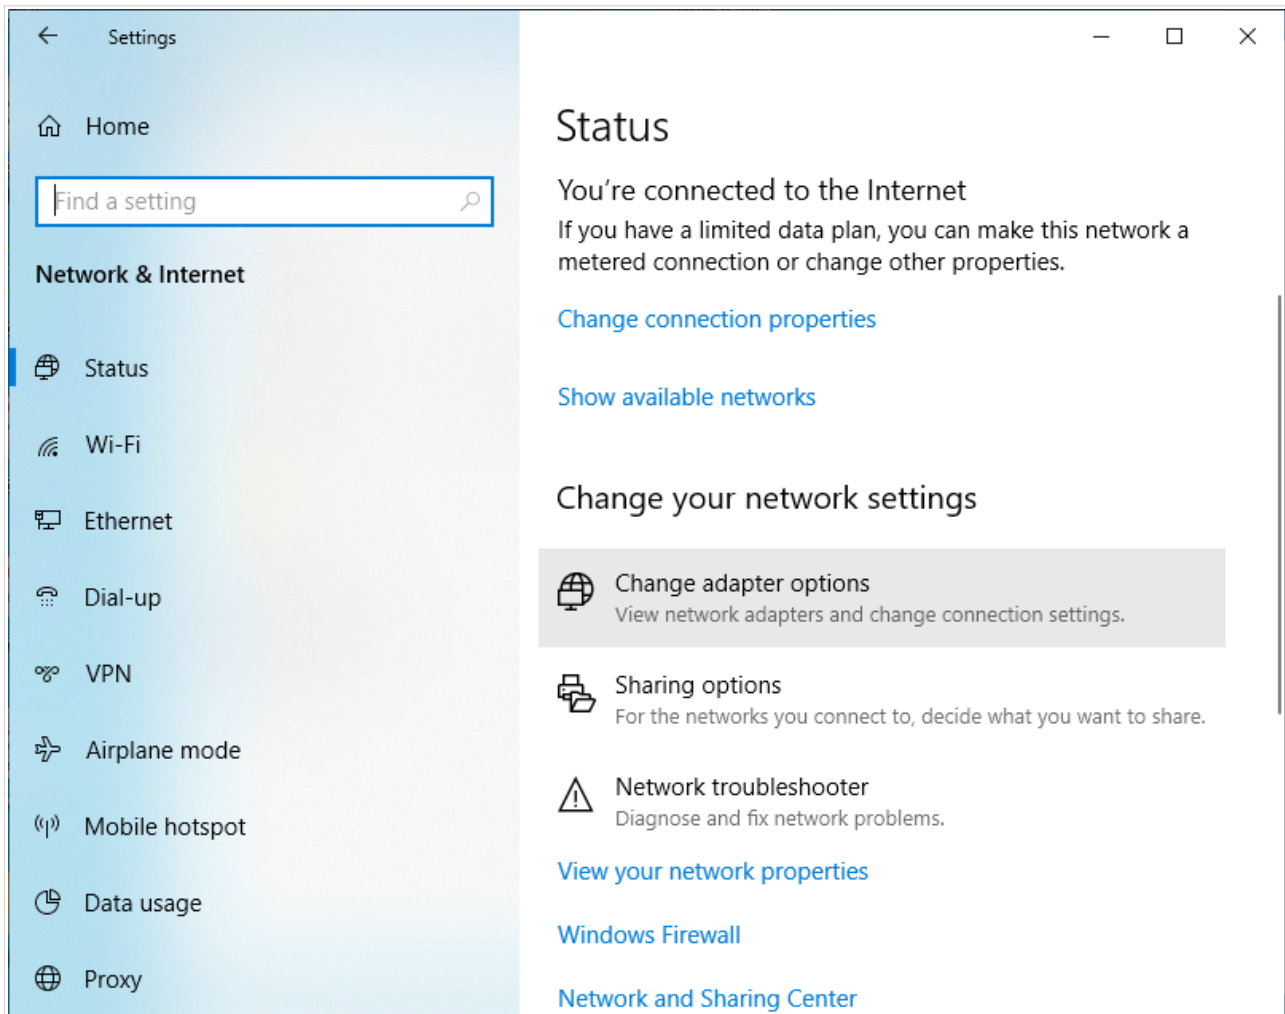 Settings
Home
Find a setting
Network & Internet
Status
Wi-Fi
Ethernet
Dial-up
VPN
Airplane mode
Mobile hotspot
Data usage
Proxy
Status
You're connected to the Internet
If you have a limited data plan, you can make this network a
metered connection or change other properties.
Change connection properties
Show available networks
Change your network settings
Change adapter options
View network adapters and change connection settings.
Sharing options
For the networks you connect to, decide what you want to share.
Network troubleshooter
Diagnose and fix network problems.
View your network properties
Windows Firewall
Network and Sharing Center